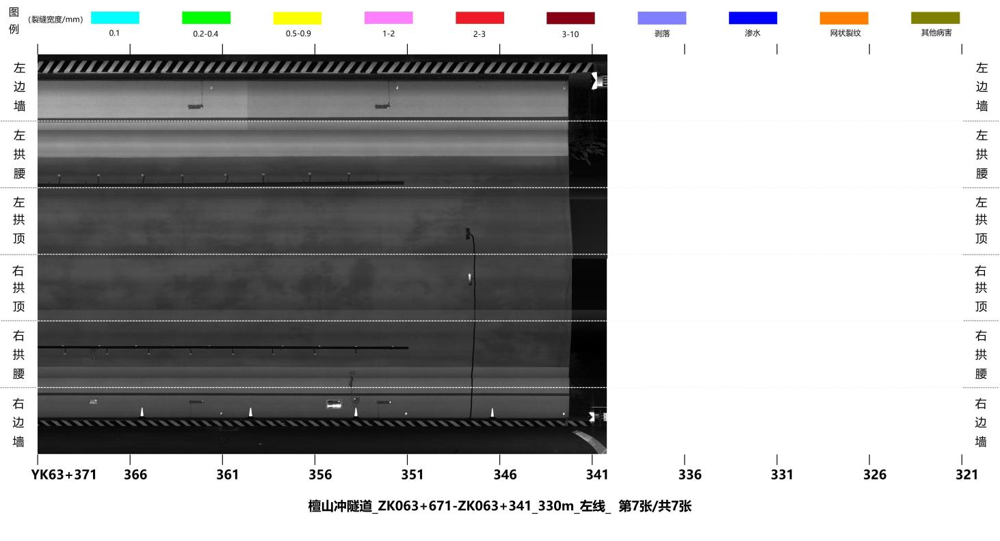 图例
(裂缝宽度/mm)
0.1
0.2-0.4
0.5-0.9
1-2
2-3
3-10
剥落
渗水
网状裂纹
其他病害
左边墙
左边墙
左拱腰
左拱腰
左拱顶
左拱顶
右拱顶
右拱顶
右拱腰
右拱腰
右边墙
右边墙
YK63+371 366 361 356 351 346 341 336 331 326 321
檀山冲隧道_ZK063+671-ZK063+341_330m_左线_ 第7张/共7张